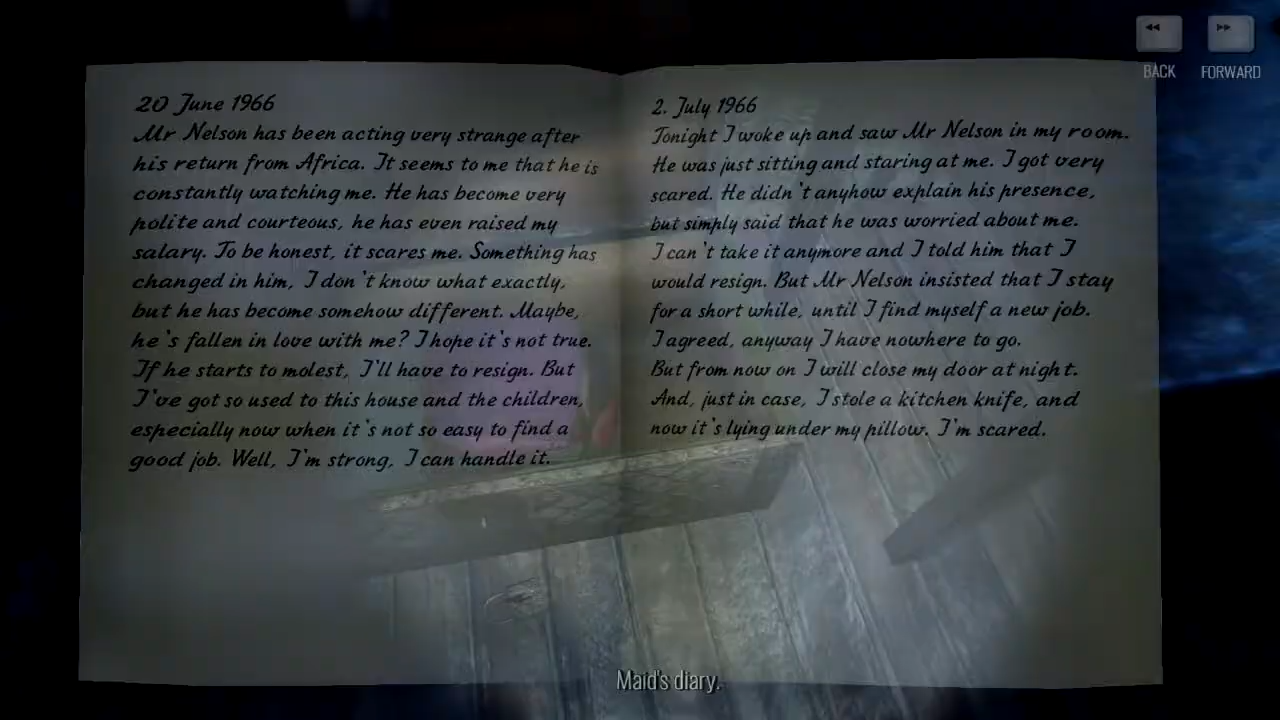 BACK
FORWARD
20 June 1966
Mr Nelson has been acting very strange after
his return from Africa. It seems to me that he is
constantly watching me. He has become very
polite and courteous, he has even raised my
salary. To be honest, it scares me. Something has
changed in him, I don't know what exactly,
but he has become somehow different. Maybe,
he's fallen in love with me? I hope it's not true.
If he starts to molest, I'll have to resign. But
I've got so used to this house and the children,
especially now when it's not so easy to find a
good job. Well, I'm strong, I can handle it.
2. July 1966
Tonight I woke up and saw Mr Nelson in my room.
He was just sitting and staring at me. I got very
scared. He didn't anyhow explain his presence,
but simply said that he was worried about me.
I can't take it anymore and I told him that I
would resign. But Mr Nelson insisted that I stay
for a short while, until I find myself a new job.
I agreed, anyway I have nowhere to go.
But from now on I will close my door at night.
And, just in case, I stole a kitchen knife, and
now it's lying under my pillow. I'm scared.
Maid's diary.